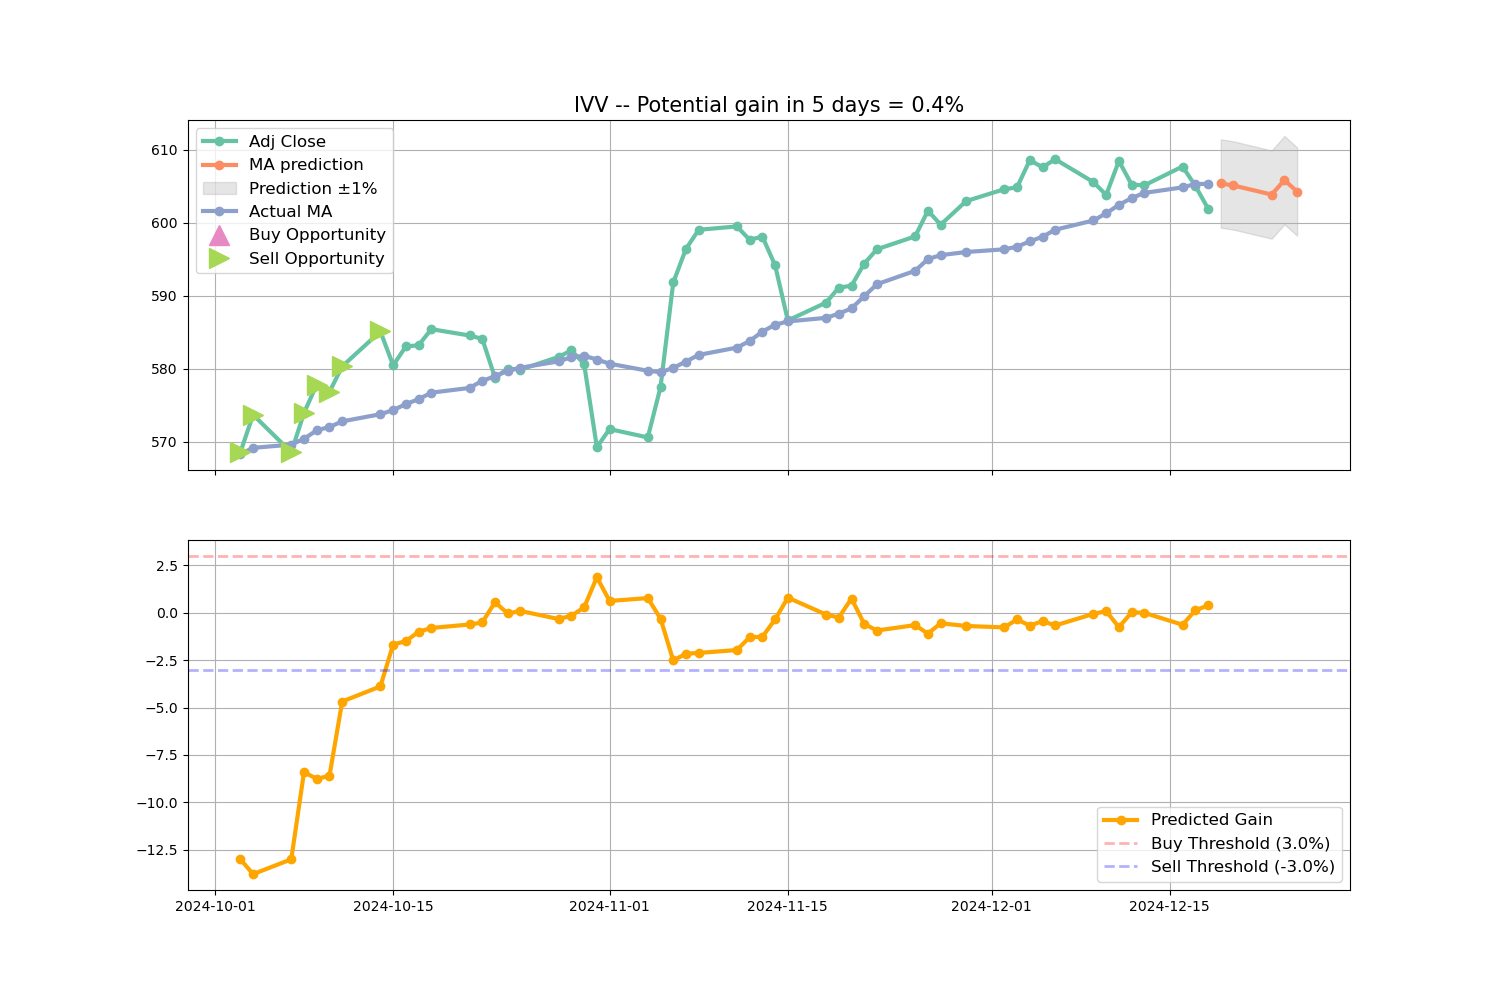 IVV -- Potential gain in 5 days = 0.4%
610
600
590
580
570
Adj Close
MA prediction
Prediction ±1%
Actual MA
Buy Opportunity
Sell Opportunity
2.5
0.0
−2.5
−5.0
−7.5
−10.0
−12.5
Predicted Gain
Buy Threshold (3.0%)
Sell Threshold (-3.0%)
2024-10-01 2024-10-15 2024-11-01 2024-11-15 2024-12-01 2024-12-15